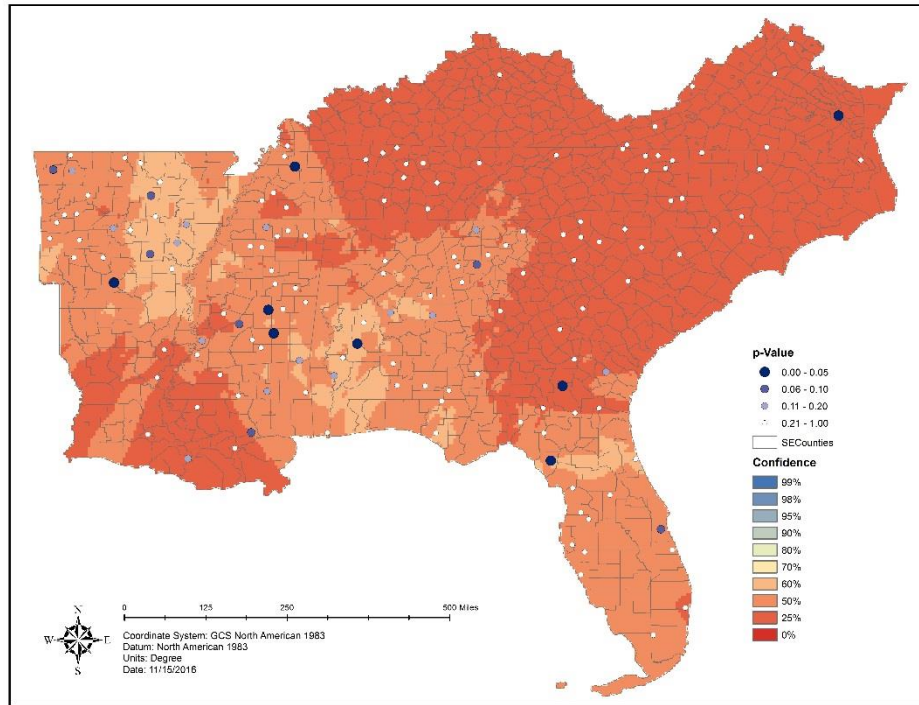 p-Value
0.00 - 0.05
0.06 - 0.10
0.11 - 0.20
0.21 - 1.00
SECounties
Confidence
99%
98%
95%
90%
80%
70%
60%
50%
25%
0%
0 125 250 500 Miles
N
W E
S
Coordinate System: GCS North American 1983
Datum: North American 1983
Units: Degree
Date: 11/15/2016